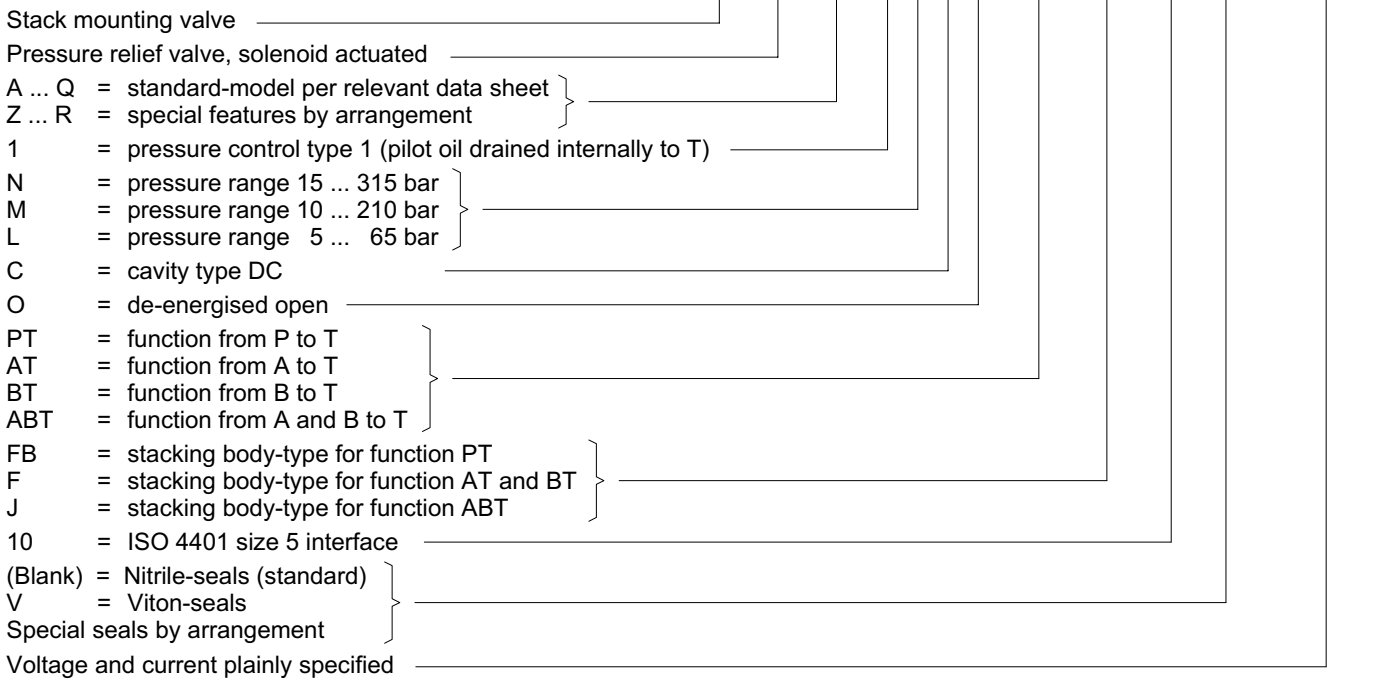 Stack mounting valve
Pressure relief valve, solenoid actuated
A ... Q = standard-model per relevant data sheet
Z ... R = special features by arrangement
1 = pressure control type 1 (pilot oil drained internally to T)
N = pressure range 15 ... 315 bar
M = pressure range 10 ... 210 bar
L = pressure range 5 ... 65 bar
C = cavity type DC
O = de-energised open
PT = function from P to T
AT = function from A to T
BT = function from B to T
ABT = function from A and B to T
FB = stacking body-type for function PT
F = stacking body-type for function AT and BT
J = stacking body-type for function ABT
10 = ISO 4401 size 5 interface
(Blank) = Nitrile-seals (standard)
V = Viton-seals
Special seals by arrangement
Voltage and current plainly specified